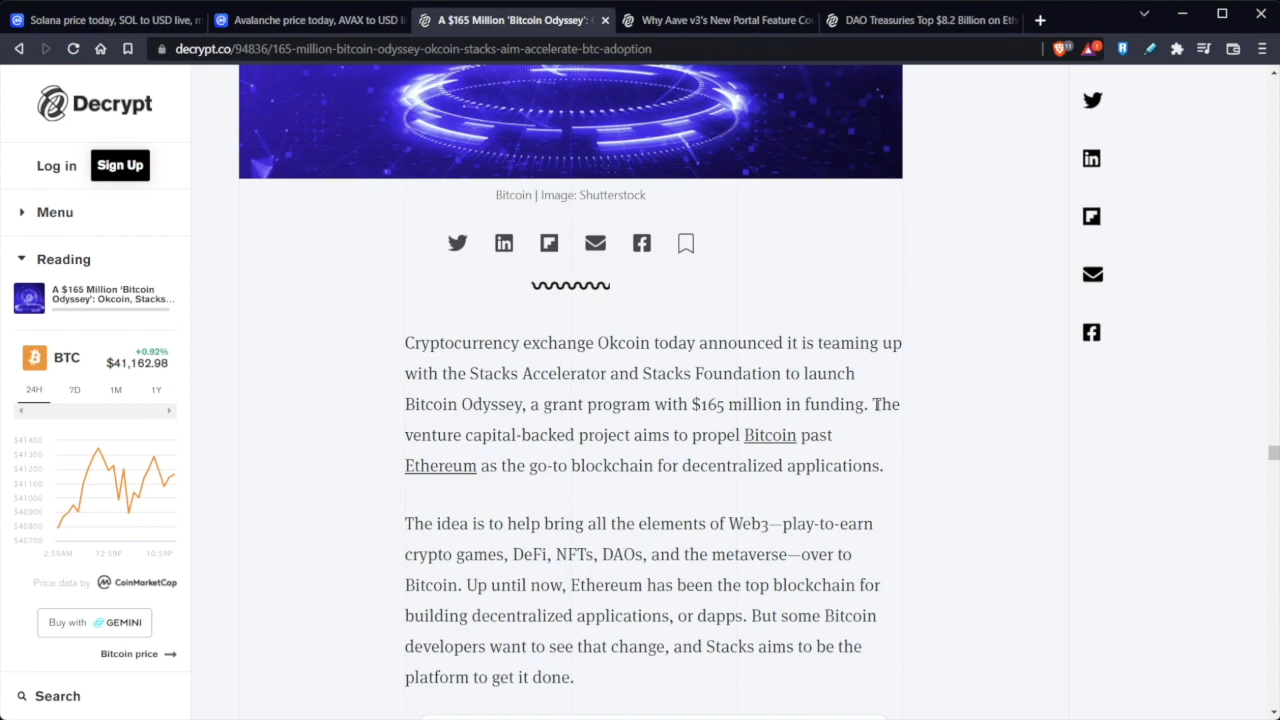 Solana price today, SOL to USD live, m
Avalanche price today, AVAX to USD li
A $165 Million ‘Bitcoin Odyssey’: O
Why Aave v3's New Portal Feature Cou
DAO Treasuries Top $8.2 Billion on Eth
decrypt.co/94836/165-million-bitcoin-odyssey-okcoin-stacks-aim-accelerate-btc-adoption
11
1
Decrypt
Log in
Sign Up
Menu
Reading
A $165 Million ‘Bitcoin
Odyssey’: Okcoin, Stacks...
BTC
+0.92%
$41,162.98
24H 7D 1M 1Y
$41400
$41300
$41200
$41100
$41000
$40900
$40800
$40700
2:59AM 12:59P 10:59P
Price data by CoinMarketCap
Buy with GEMINI
Bitcoin price
Search
Bitcoin | Image: Shutterstock
Cryptocurrency exchange Okcoin today announced it is teaming up
with the Stacks Accelerator and Stacks Foundation to launch
Bitcoin Odyssey, a grant program with $165 million in funding. The
venture capital-backed project aims to propel Bitcoin past
Ethereum as the go-to blockchain for decentralized applications.
The idea is to help bring all the elements of Web3—play-to-earn
crypto games, DeFi, NFTs, DAOs, and the metaverse—over to
Bitcoin. Up until now, Ethereum has been the top blockchain for
building decentralized applications, or dapps. But some Bitcoin
developers want to see that change, and Stacks aims to be the
platform to get it done.